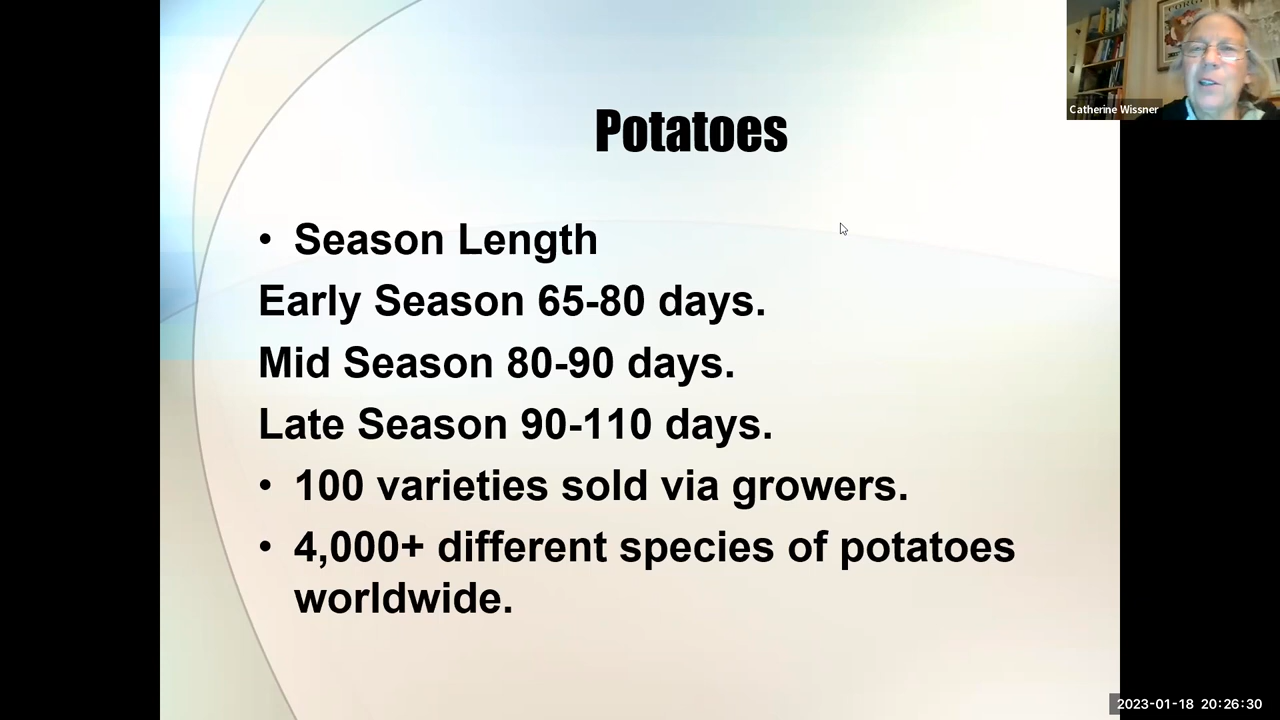 CORGI
Catherine Wissner
Potatoes
• Season Length
Early Season 65-80 days.
Mid Season 80-90 days.
Late Season 90-110 days.
• 100 varieties sold via growers.
• 4,000+ different species of potatoes
worldwide.
2023-01-18 20:26:30